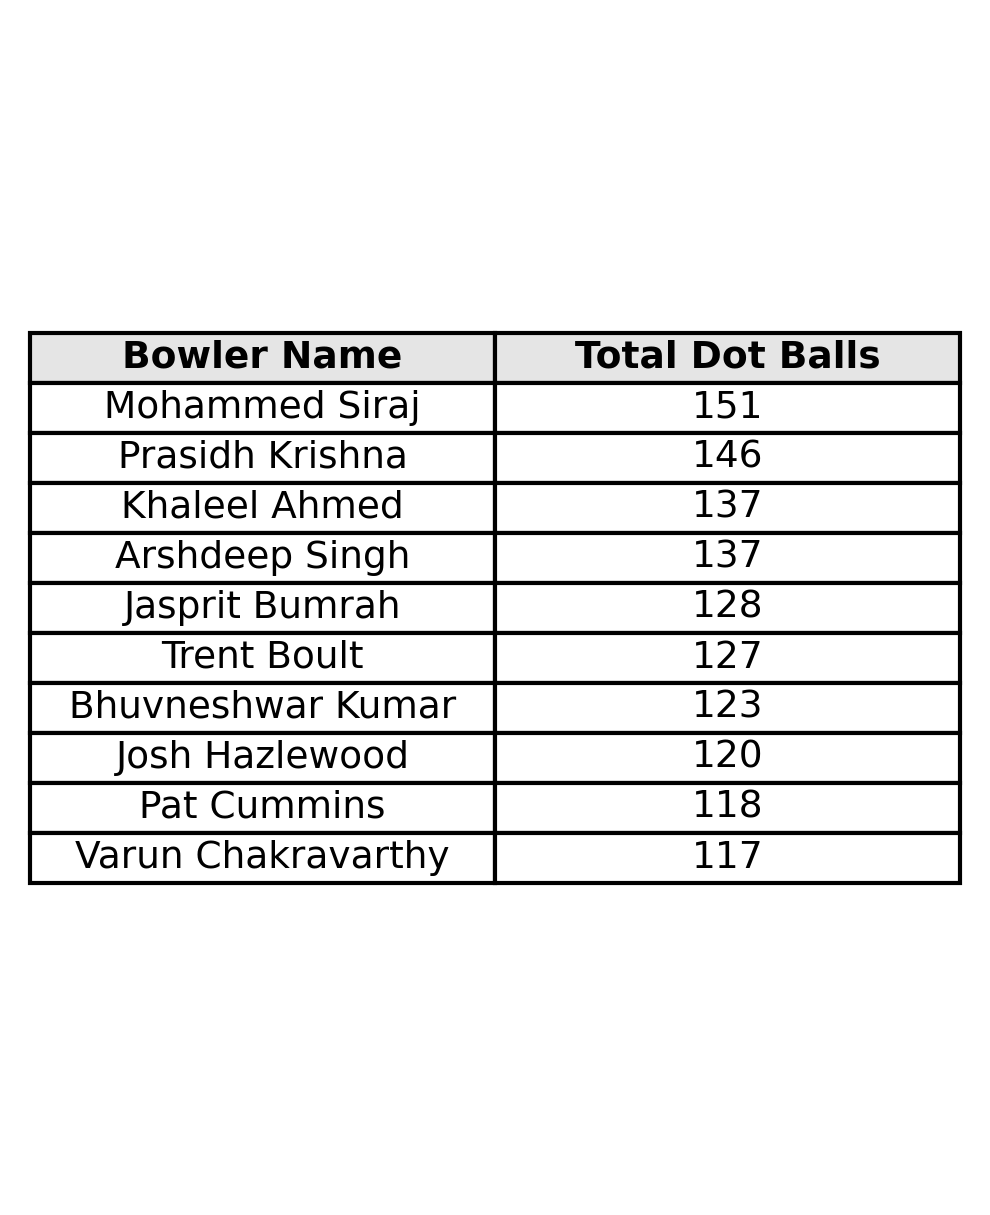 Bowler Name Total Dot Balls
Mohammed Siraj 151
Prasidh Krishna 146
Khaleel Ahmed 137
Arshdeep Singh 137
Jasprit Bumrah 128
Trent Boult 127
Bhuvneshwar Kumar 123
Josh Hazlewood 120
Pat Cummins 118
Varun Chakravarthy 117